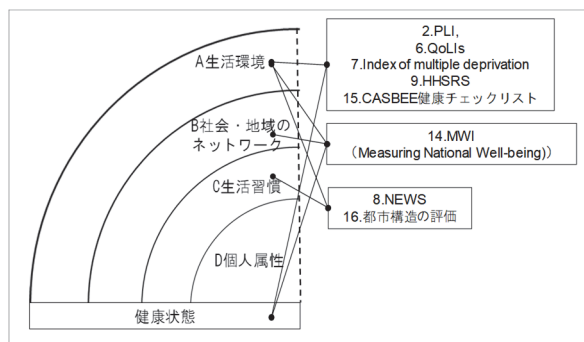 A生活環境
B社会・地域の
ネットワーク
C生活習慣
D個人属性
健康状態
2.PLI,
6.QoLIs
7.Index of multiple deprivation
9.HHSRS
15.CASBEE健康チェックリスト
14.MWI
（Measuring National Well-being)）
8.NEWS
16.都市構造の評価